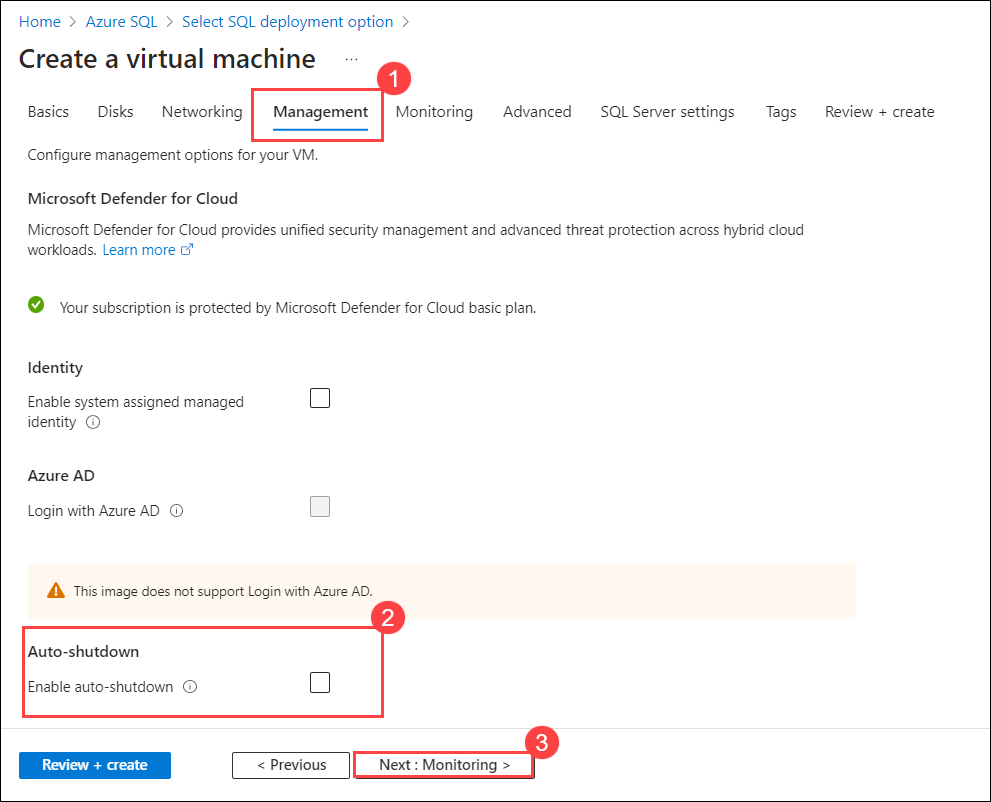 Home > Azure SQL > Select SQL deployment option >
Create a virtual machine ...
1
Basics Disks Networking Management Monitoring Advanced SQL Server settings Tags Review + create
Configure management options for your VM.
Microsoft Defender for Cloud
Microsoft Defender for Cloud provides unified security management and advanced threat protection across hybrid cloud
workloads. Learn more
Your subscription is protected by Microsoft Defender for Cloud basic plan.
Identity
Enable system assigned managed
identity
Azure AD
Login with Azure AD
This image does not support Login with Azure AD.
2
Auto-shutdown
Enable auto-shutdown
3
Review + create < Previous Next : Monitoring >